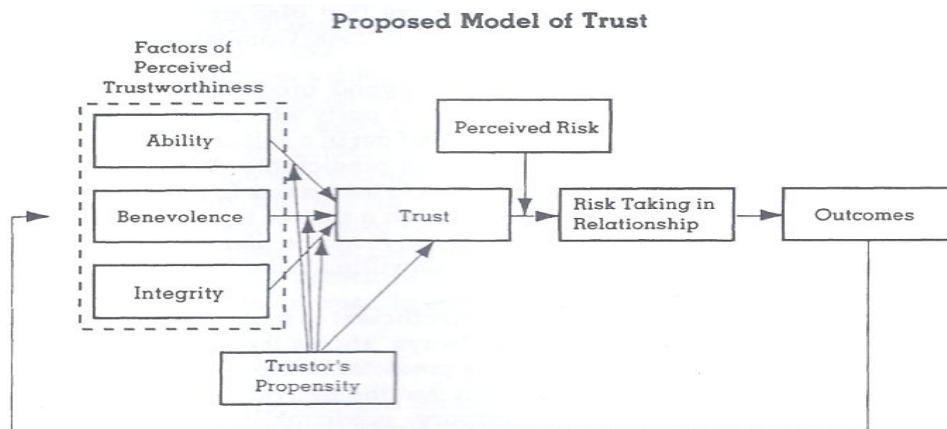 Proposed Model of Trust
Factors of
Perceived
Trustworthiness
Ability
Benevolence
Integrity
Trustor's
Propensity
Trust
Perceived Risk
Risk Taking in
Relationship
Outcomes